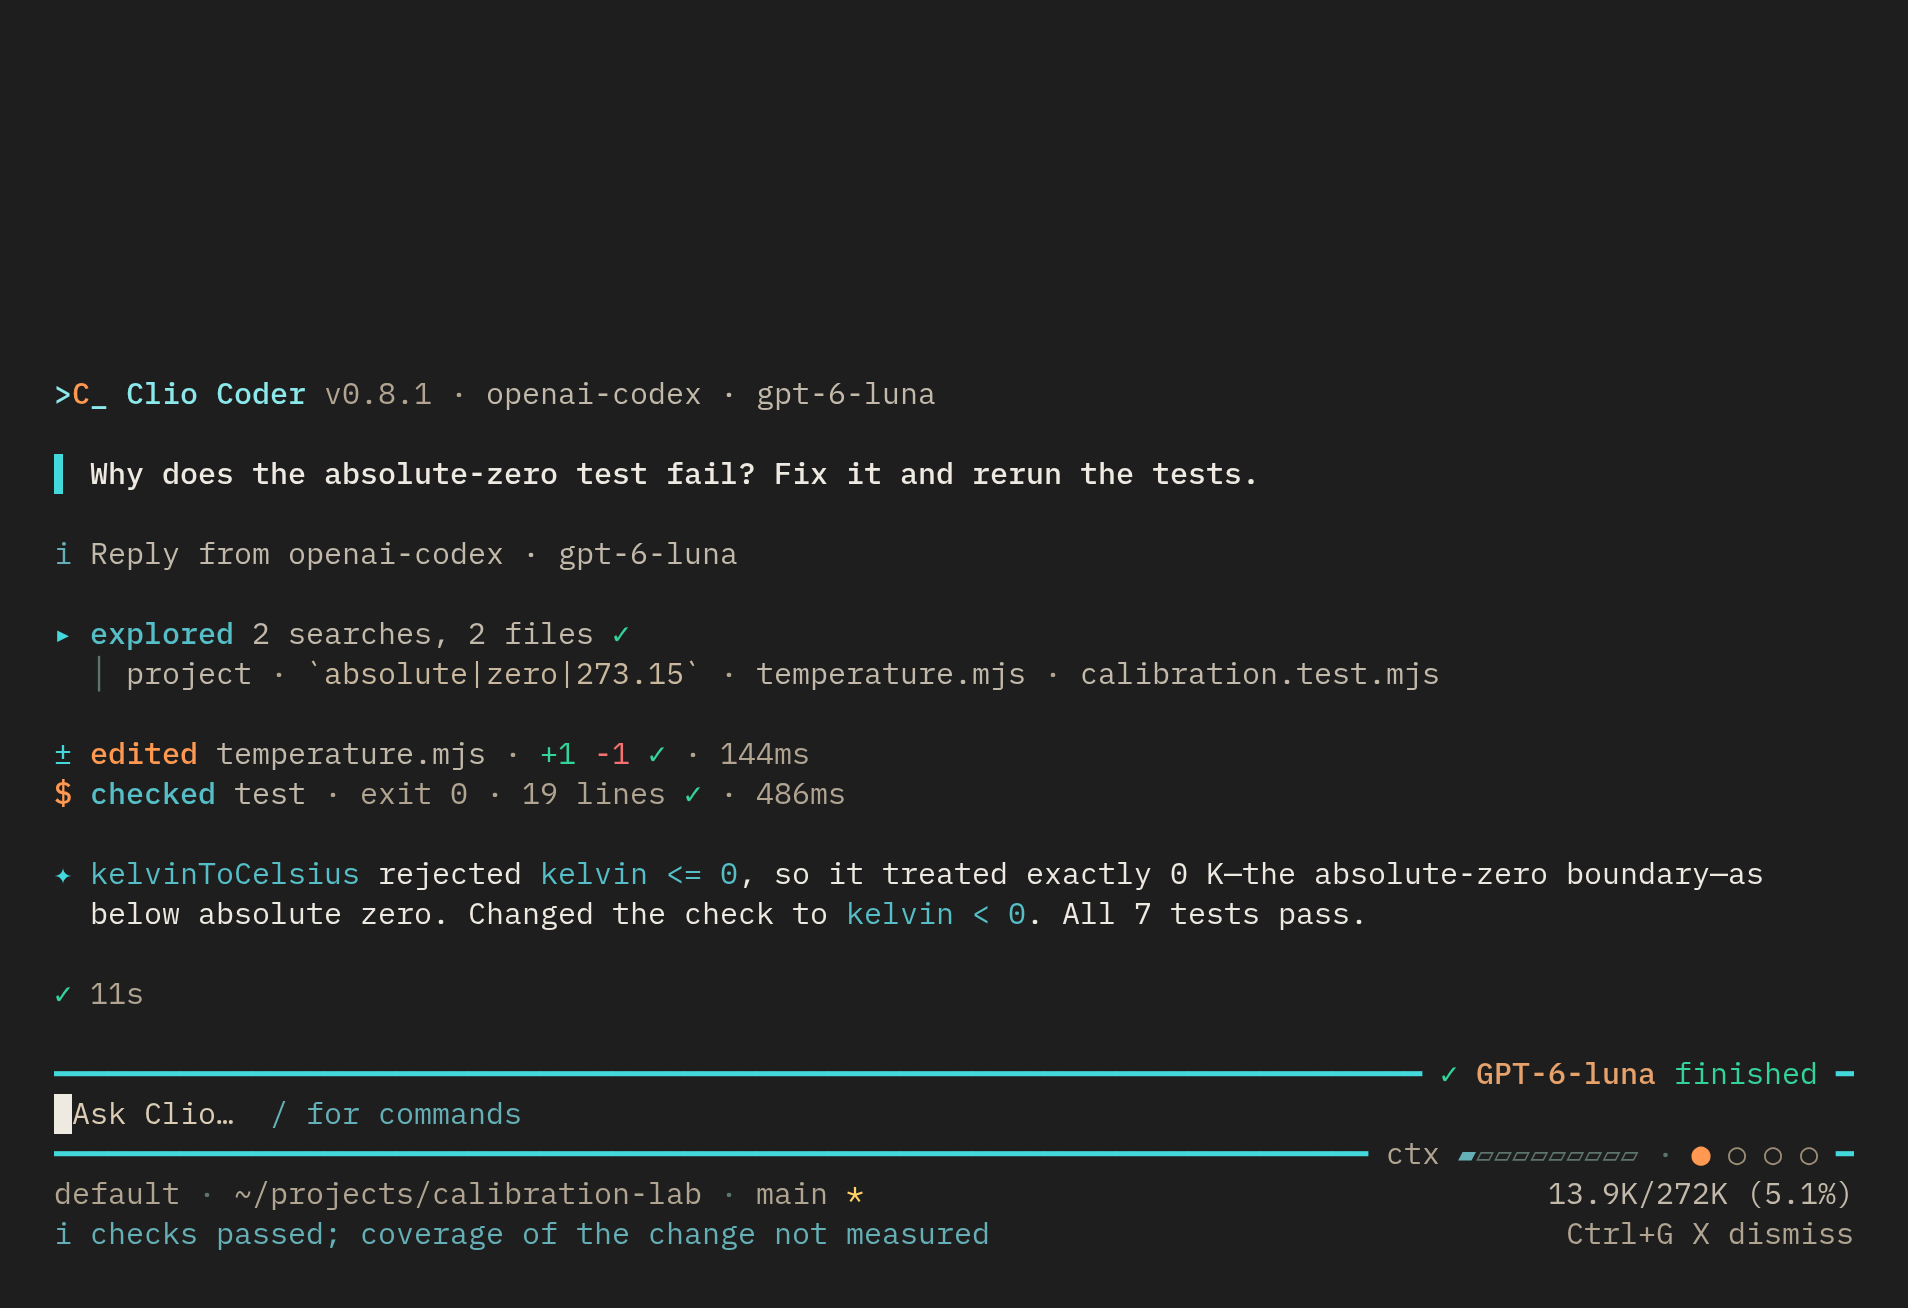 >C_ Clio Coder v0.8.1 · openai-codex · gpt-6-luna
Why does the absolute-zero test fail? Fix it and rerun the tests.
i Reply from openai-codex · gpt-6-luna
▸ explored 2 searches, 2 files ✓
│ project · `absolute|zero|273.15` · temperature.mjs · calibration.test.mjs
± edited temperature.mjs · +1 -1 ✓ · 144ms
$ checked test · exit 0 · 19 lines ✓ · 486ms
✦ kelvinToCelsius rejected kelvin <= 0, so it treated exactly 0 K—the absolute-zero boundary—as
below absolute zero. Changed the check to kelvin < 0. All 7 tests pass.
✓ 11s
✓ GPT-6-luna finished
Ask Clio… / for commands
ctx ▰▱▱▱▱▱▱▱▱▱ · ● ○ ○ ○
default · ~/projects/calibration-lab · main * 13.9K/272K (5.1%)
i checks passed; coverage of the change not measured Ctrl+G X dismiss